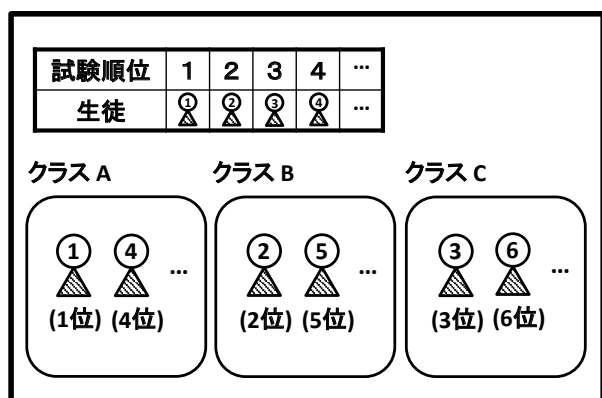 試験順位 1 2 3 4 …
生徒 ① ② ③ ④ …
クラス A クラス B クラス C
① ④ … ② ⑤ … ③ ⑥ …
(1位) (4位) (2位) (5位) (3位) (6位)